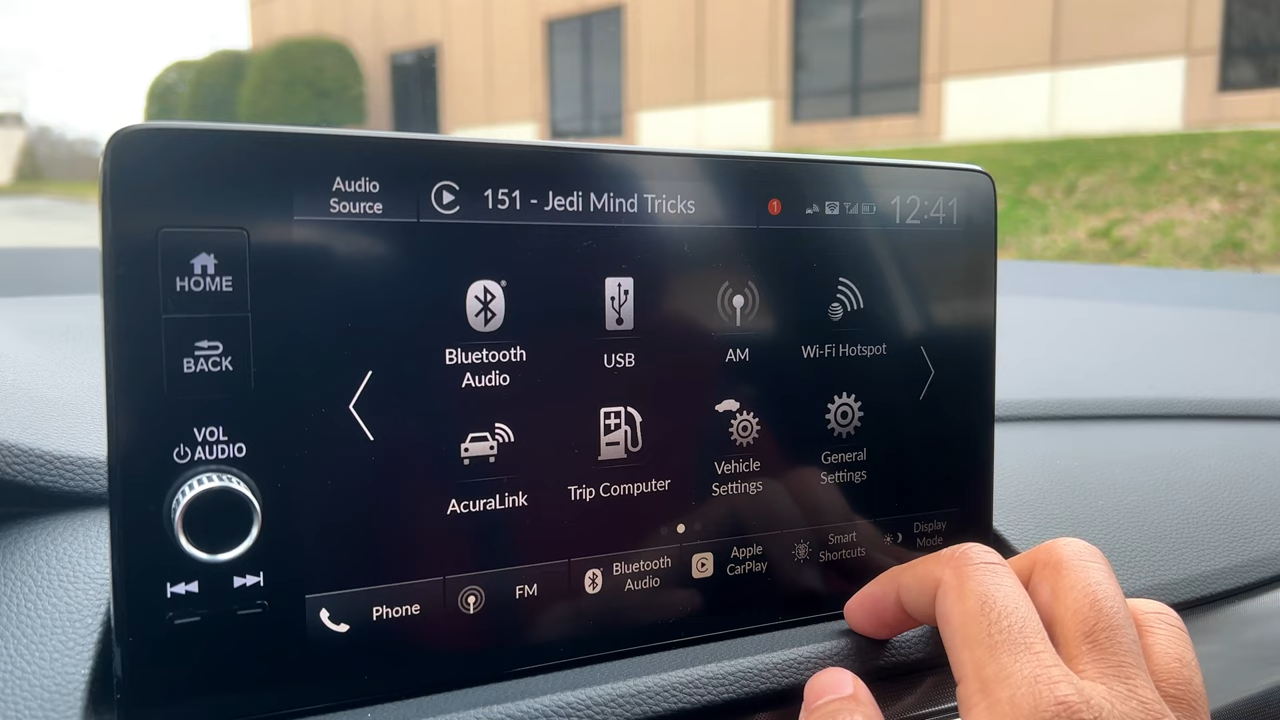 Audio
Source
151 - Jedi Mind Tricks
1
12:41
HOME
BACK
VOL
AUDIO
Bluetooth
Audio
USB
AM
Wi-Fi Hotspot
AcuraLink
Trip Computer
Vehicle
Settings
General
Settings
Phone
FM
Bluetooth
Audio
Apple
CarPlay
Smart
Shortcuts
Display
Mode